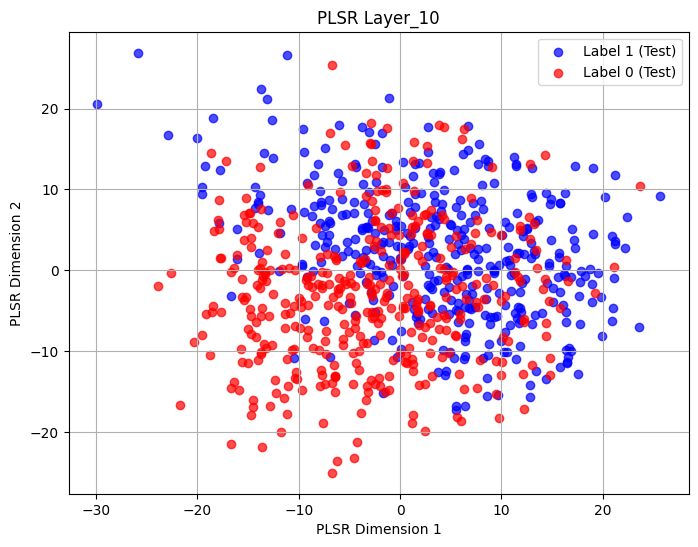 PLSR Layer_10
Label 1 (Test)
Label 0 (Test)
PLSR Dimension 2
20
10
0
−10
−20
−30
−20
−10
0
10
20
PLSR Dimension 1